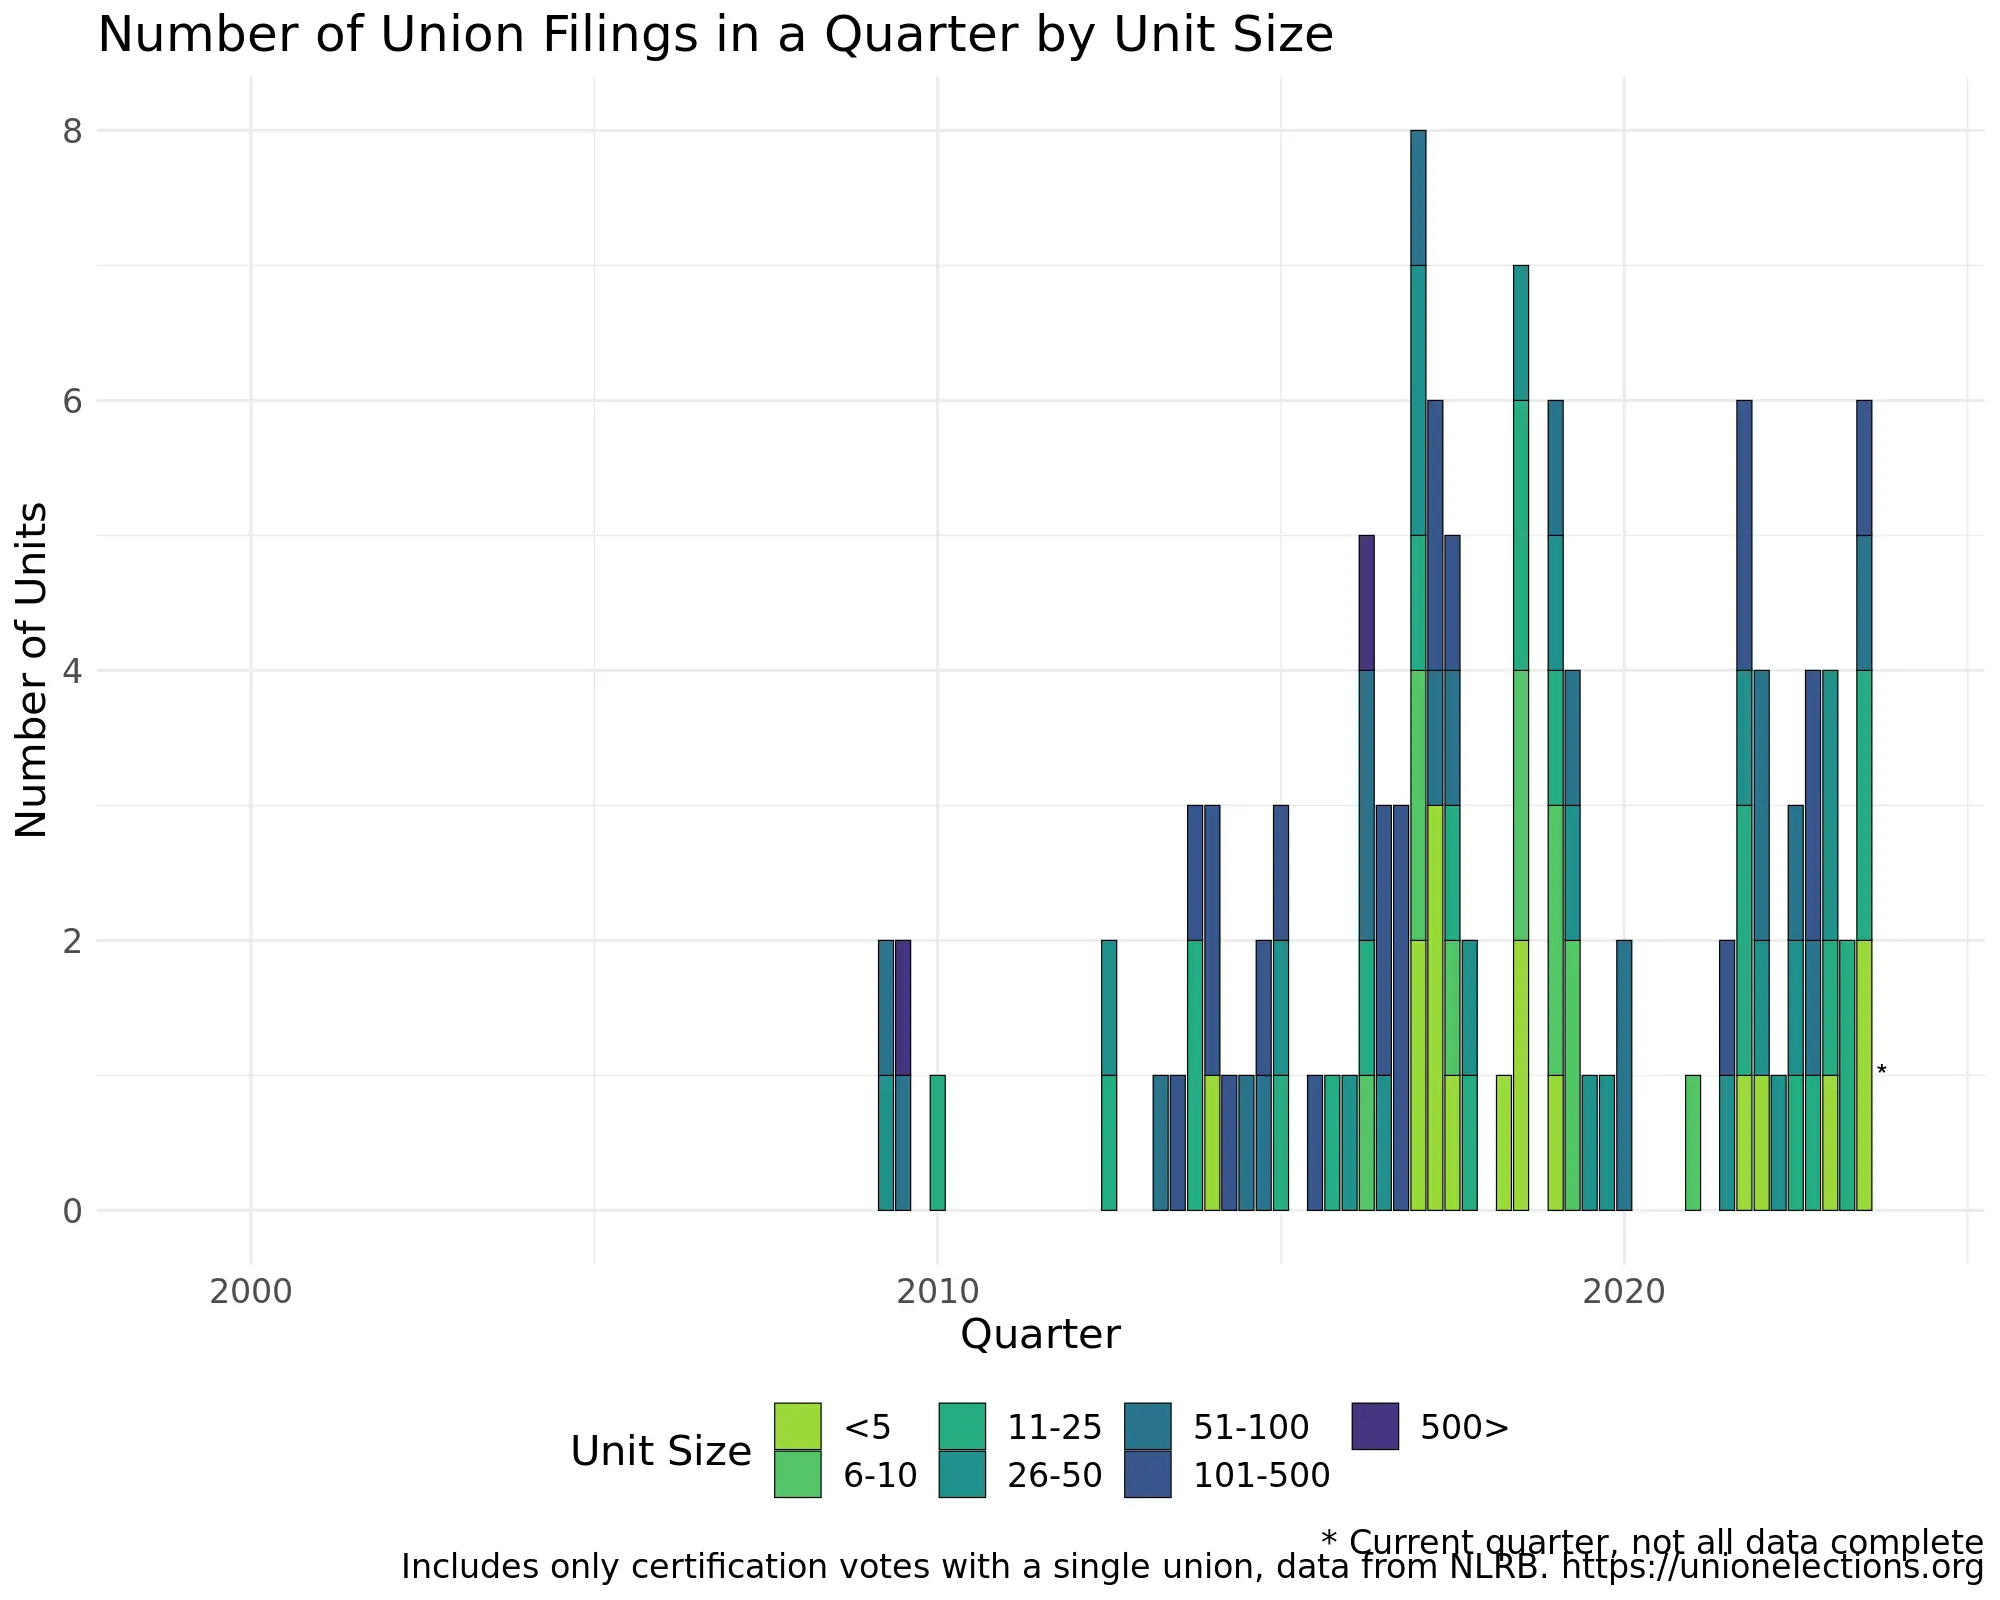 Number of Union Filings in a Quarter by Unit Size
8
6
4
2
0
Number of Units
*
2000 2010 2020
Quarter
Unit Size
<5 11-25 51-100 500>
6-10 26-50 101-500
* Current quarter, not all data complete
Includes only certification votes with a single union, data from NLRB. https://unionelections.org